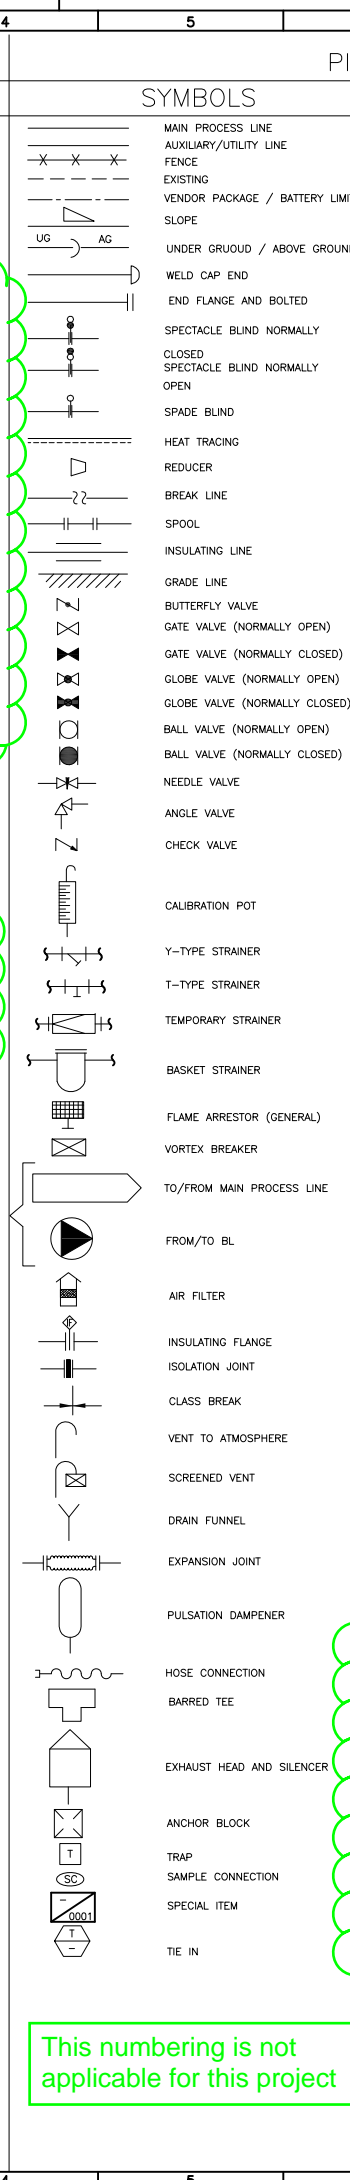 4 5
PI
SYMBOLS
MAIN PROCESS LINE
AUXILIARY/UTILITY LINE
X X X FENCE
EXISTING
VENDOR PACKAGE / BATTERY LIMI
SLOPE
UG AG
UNDER GRUOUD / ABOVE GROUN
WELD CAP END
END FLANGE AND BOLTED
SPECTACLE BLIND NORMALLY
CLOSED
SPECTACLE BLIND NORMALLY
OPEN
SPADE BLIND
HEAT TRACING
REDUCER
BREAK LINE
SPOOL
INSULATING LINE
GRADE LINE
BUTTERFLY VALVE
GATE VALVE (NORMALLY OPEN)
GATE VALVE (NORMALLY CLOSED)
GLOBE VALVE (NORMALLY OPEN)
GLOBE VALVE (NORMALLY CLOSED)
BALL VALVE (NORMALLY OPEN)
BALL VALVE (NORMALLY CLOSED)
NEEDLE VALVE
ANGLE VALVE
CHECK VALVE
CALIBRATION POT
Y-TYPE STRAINER
T-TYPE STRAINER
TEMPORARY STRAINER
BASKET STRAINER
FLAME ARRESTOR (GENERAL)
VORTEX BREAKER
TO/FROM MAIN PROCESS LINE
FROM/TO BL
AIR FILTER
IF
INSULATING FLANGE
ISOLATION JOINT
CLASS BREAK
VENT TO ATMOSPHERE
SCREENED VENT
DRAIN FUNNEL
EXPANSION JOINT
PULSATION DAMPENER
HOSE CONNECTION
BARRED TEE
EXHAUST HEAD AND SILENCER
ANCHOR BLOCK
T TRAP
SC SAMPLE CONNECTION
- SPECIAL ITEM
0001
T
- TIE IN
This numbering is not
applicable for this project
4 5